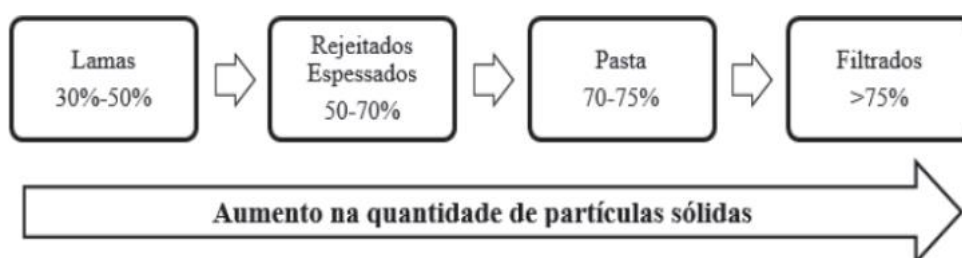 Lamas
30%-50%
Rejeitados
Espessados
50-70%
Pasta
70-75%
Filtrados
>75%
Aumento na quantidade de partículas sólidas